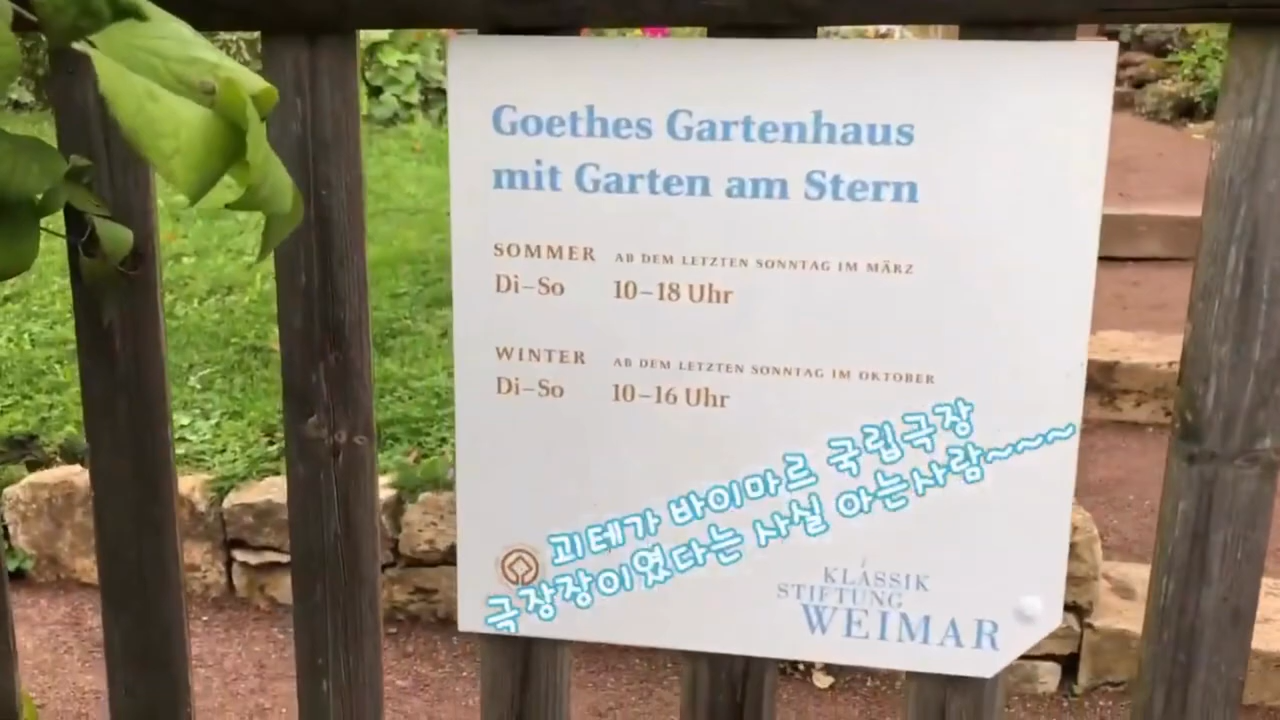 Goethes Gartenhaus
mit Garten am Stern
SOMMER AB DEM LETZTEN SONNTAG IM MÄRZ
Di–So 10–18 Uhr
WINTER AB DEM LETZTEN SONNTAG IM OKTOBER
Di–So 10–16 Uhr
괴테가 바이마르 국립극장
극장장이였다는 사실 아는사람~~~~
KLASSIK
STIFTUNG
WEIMAR